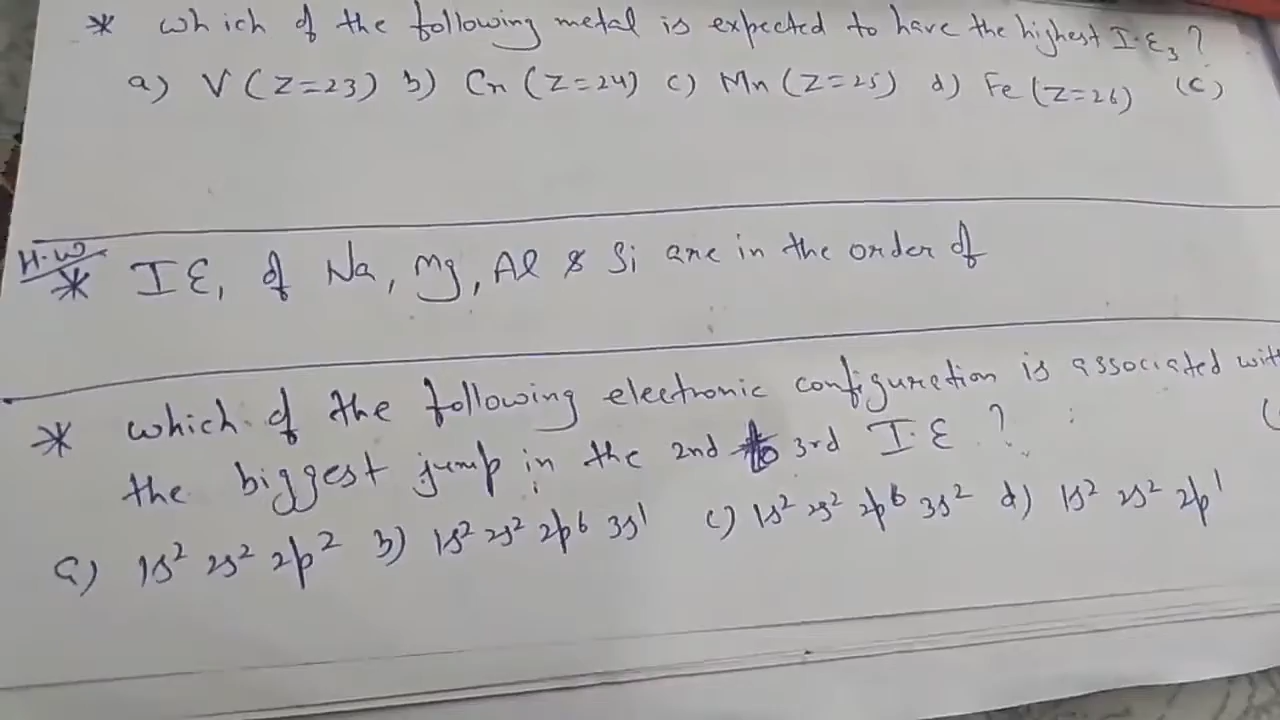 * which of the following metal is expected to have the highest I.E₃ ?
a) V (Z=23) b) Cr (Z=24) c) Mn (Z=25) d) Fe (Z=26) (C)
H.W
* IE₁ of Na, Mg, Al & Si are in the order of
* which of the following electronic configuration is associated with
the biggest jump in the 2nd to 3rd I.E ? (
a) 1s² 2s² 2p² b) 1s² 2s² 2p⁶ 3s¹ c) 1s² 2s² 2p⁶ 3s² d) 1s² 2s² 2p¹